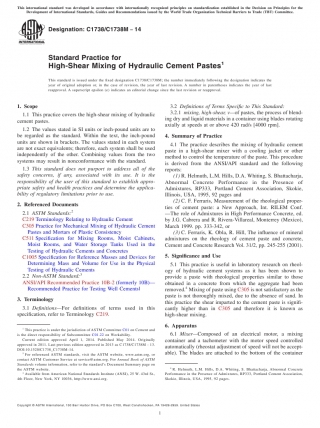 This international standard was developed in accordance with internationally recognized principles on standardization established in the Decision on Principles for the
Development of International Standards, Guides and Recommendations issued by the World Trade Organization Technical Barriers to Trade (TBT) Committee.
Designation: C1738/C1738M − 14
INTERNATIONAL
Standard Practice for
High-Shear Mixing of Hydraulic Cement Pastes1
This standard is issued under the fixed designation C1738/C1738M; the number immediately following the designation indicates the
year of original adoption or, in the case of revision, the year of last revision. A number in parentheses indicates the year of last
reapproval. A superscript epsilon (ε) indicates an editorial change since the last revision or reapproval.
1. Scope
1.1 This practice covers the high-shear mixing of hydraulic
cement pastes.
1.2 The values stated in SI units or inch-pound units are to
be regarded as the standard. Within the text, the inch-pound
units are shown in brackets. The values stated in each system
are not exact equivalents; therefore, each system shall be used
independently of the other. Combining values from the two
systems may result in nonconformance with the standard.
1.3 This standard does not purport to address all of the
safety concerns, if any, associated with its use. It is the
responsibility of the user of this standard to establish appro-
priate safety and health practices and determine the applica-
bility of regulatory limitations prior to use.
2. Referenced Documents
2.1 ASTM Standards:2
C219 Terminology Relating to Hydraulic Cement
C305 Practice for Mechanical Mixing of Hydraulic Cement
Pastes and Mortars of Plastic Consistency
C511 Specification for Mixing Rooms, Moist Cabinets,
Moist Rooms, and Water Storage Tanks Used in the
Testing of Hydraulic Cements and Concretes
C1005 Specification for Reference Masses and Devices for
Determining Mass and Volume for Use in the Physical
Testing of Hydraulic Cements
2.2 Non-ASTM Standard:3
ANSI/API Recommended Practice 10B-2 (formerly 10B)—
Recommended Practice for Testing Well Cements
3. Terminology
3.1 Definitions—For definitions of terms used in this
specification, refer to Terminology C219.
1 This practice is under the jurisdiction of ASTM Committee C01 on Cement and
is the direct responsibility of Subcommittee C01.22 on Workability.
Current edition approved April 1, 2014. Published May 2014. Originally
approved in 2011. Last previous edition approved in 2011 as C1738/C1738M – 11.
DOI:
2 For referenced ASTM standards, visit the ASTM website, www.astm.org, or
contact ASTM Customer Service at service@astm.org. For Annual Book of ASTM
Standards volume information, refer to the standard's Document Summary page on
the ASTM website.
3 Available from American National Standards Institute (ANSI), 25 W. 43rd St.,
4th Floor, New York, NY 10036, http://www.ansi.org.
3.2 Definitions of Terms Specific to This Standard:
3.2.1 mixing, high-shear, v—of pastes, the process of blend-
ing dry and liquid materials in a container using blades rotating
axially at speeds at or above 420 rad/s [4000 rpm].
4. Summary of Practice
4.1 The practice describes the mixing of hydraulic cement
paste in a high-shear mixer with a cooling jacket or other
method to control the temperature of the paste. This procedure
is derived from the ANSI/API standard and the following
reports:
(1) R. Helmuth, L.M. Hills, D.A. Whiting, S. Bhattacharja,
Abnormal Concrete Performance in the Presence of
Admixtures, RP333, Portland Cement Association, Skokie,
Illinois, USA, 1995, 92 pages and
(2) C. F. Ferraris, Measurement of the rheological proper-
ties of cement paste: a New Approach, Int. RILEM Conf.
—The role of Admixtures in High Performance Concrete, ed.
by J.G. Cabrera and R. Rivera-Villareal, Monterrey (Mexico),
March 1999. pp. 333-342, or
(3) C. Ferraris, K. Obla, R. Hill, The influence of mineral
admixtures on the rheology of cement paste and concrete,
Cement and Concrete Research Vol. 31/2, pp. 245-255 (2001).
5. Significance and Use
5.1 This practice is useful in laboratory research on rheol-
ogy of hydraulic cement systems as it has been shown to
provide a paste with rheological properties similar to those
obtained in a concrete from which the aggregate had been
removed.4 Mixing of paste using C305 is not satisfactory as the
paste is not thoroughly mixed, due to the absence of sand. In
this practice the shear imparted to the cement paste is signifi-
cantly higher than in C305 and therefore it is known as
high-shear mixing.
6. Apparatus
6.1 Mixer—Composed of an electrical motor, a mixing
container and a tachometer with the motor speed controlled
automatically (rheostat adjustment of speed will not be accept-
able). The blades are attached to the bottom of the container
4 R. Helmuth, L.M. Hills, D.A. Whiting, S. Bhattacharja, Abnormal Concrete
Performance in the Presence of Admixtures, RP333, Portland Cement Association,
Skokie, Illinois, USA, 1995, 92 pages.
Copyright © ASTM International, 100 Barr Harbor Drive, PO Box C700, West Conshohocken, PA 19428-2959. United States
1